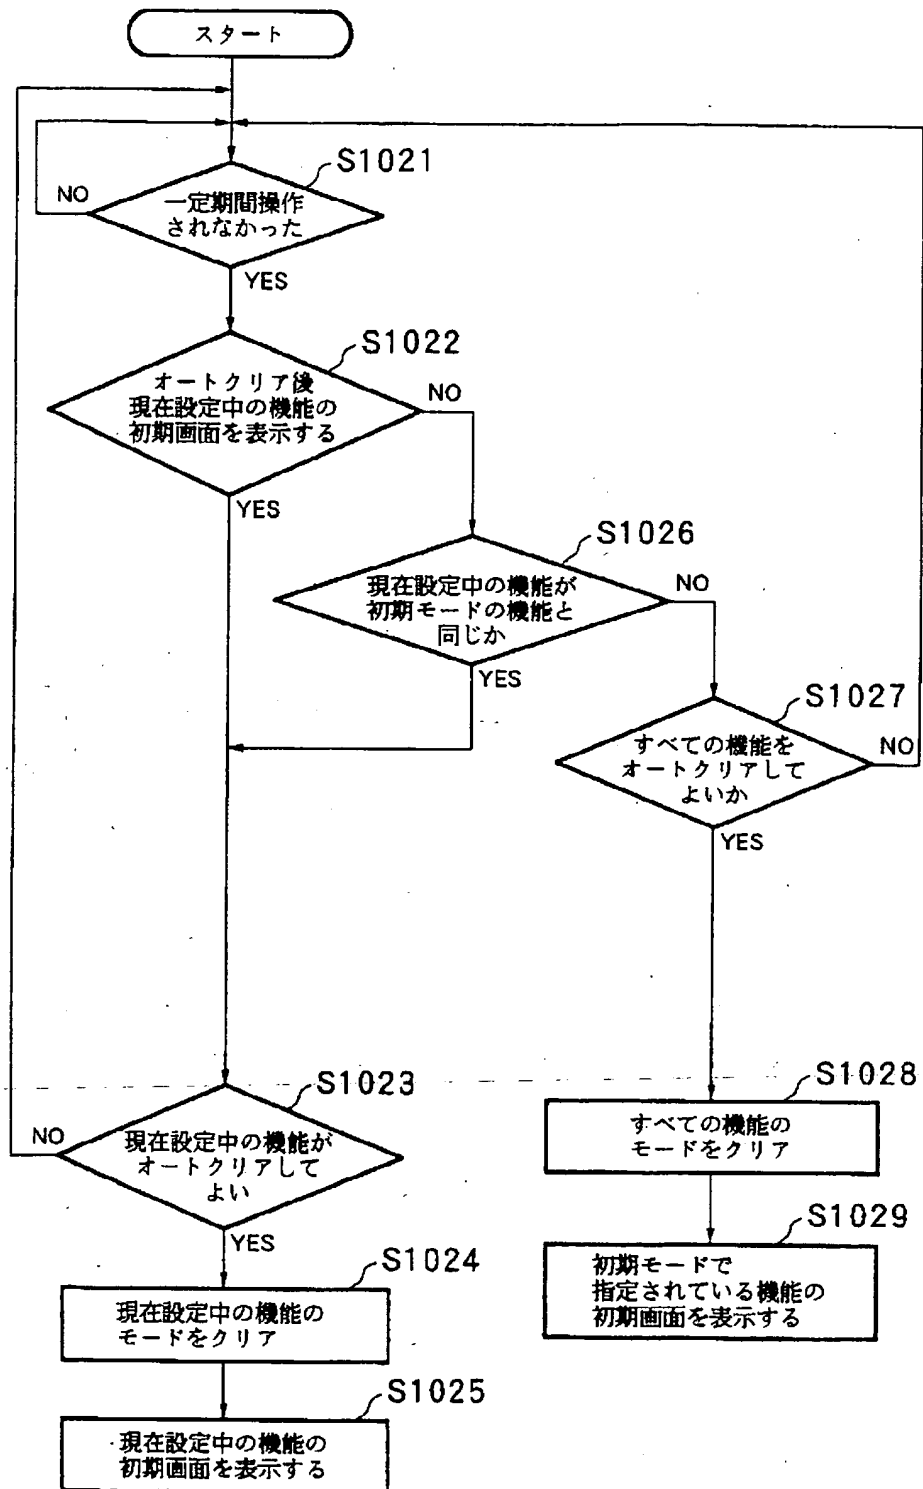 スタート
S1021
NO
一定期間操作
されなかった
YES
S1022
オートクリア後
現在設定中の機能の
初期画面を表示する
NO
YES
S1026
現在設定中の機能が
初期モードの機能と
同じか
NO
YES
S1027
すべての機能を
オートクリアして
よいか
NO
YES
S1023
NO
現在設定中の機能が
オートクリアして
よい
YES
S1028
すべての機能の
モードをクリア
S1029
初期モードで
指定されている機能の
初期画面を表示する
S1024
現在設定中の機能の
モードをクリア
S1025
現在設定中の機能の
初期画面を表示する